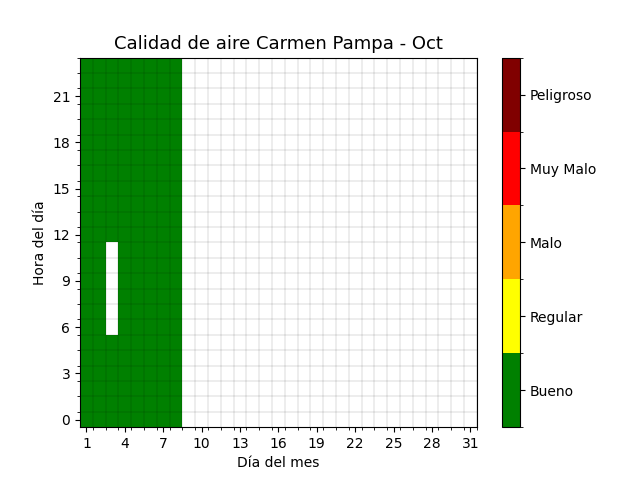 Calidad de aire Carmen Pampa - Oct
Hora del día
21
18
15
12
9
6
3
0
1 4 7 10 13 16 19 22 25 28 31
Día del mes
Peligroso
Muy Malo
Malo
Regular
Bueno